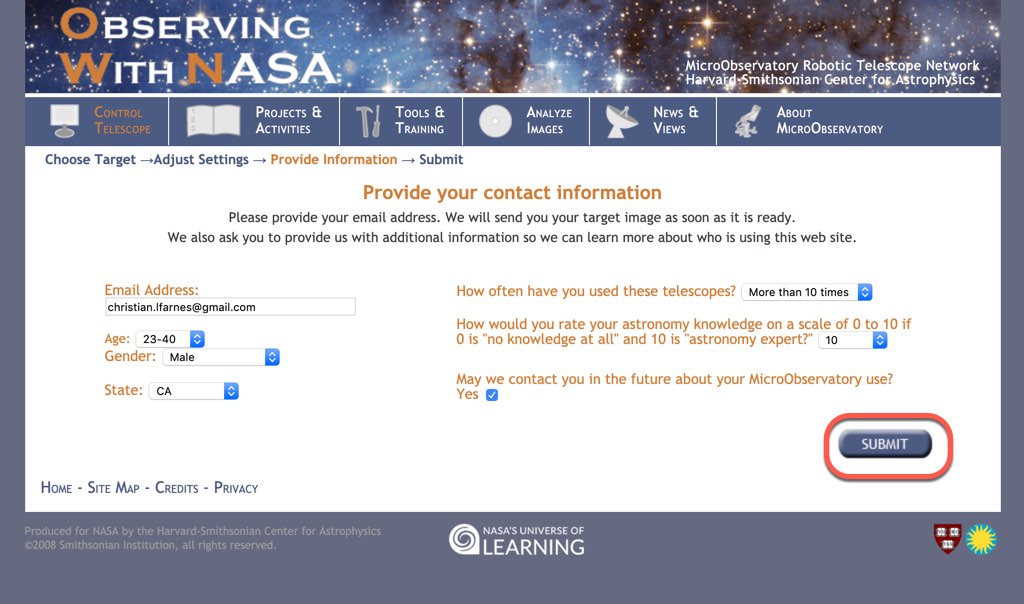 OBSERVING
WITH NASA
MicroObservatory Robotic Telescope Network
Harvard-Smithsonian Center for Astrophysics
CONTROL
TELESCOPE
PROJECTS &
ACTIVITIES
TOOLS &
TRAINING
ANALYZE
IMAGES
NEWS &
VIEWS
ABOUT
MICROOBSERVATORY
Choose Target →Adjust Settings → Provide Information → Submit
Provide your contact information
Please provide your email address. We will send you your target image as soon as it is ready.
We also ask you to provide us with additional information so we can learn more about who is using this web site.
Email Address:
christian.lfarnes@gmail.com
Age: 23-40
Gender: Male
State: CA
How often have you used these telescopes? More than 10 times
How would you rate your astronomy knowledge on a scale of 0 to 10 if
0 is "no knowledge at all" and 10 is "astronomy expert?" 10
May we contact you in the future about your MicroObservatory use?
Yes
SUBMIT
HOME - SITE MAP - CREDITS - PRIVACY
Produced for NASA by the Harvard-Smithsonian Center for Astrophysics
©2008 Smithsonian Institution, all rights reserved.
NASA'S UNIVERSE OF
LEARNING